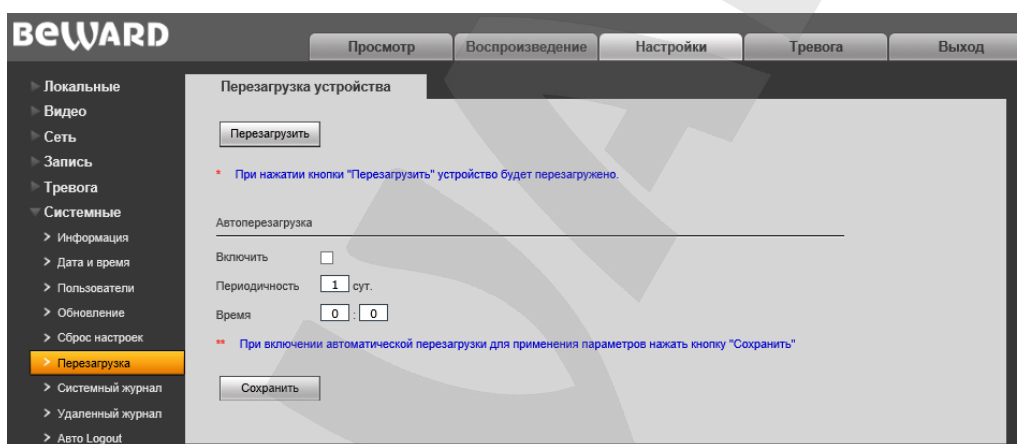 BEWARD
Просмотр Воспроизведение Настройки Тревога Выход
Локальные
Видео
Сеть
Запись
Тревога
Системные
Информация
Дата и время
Пользователи
Обновление
Сброс настроек
Перезагрузка
Системный журнал
Удаленный журнал
Авто Logout
Перезагрузка устройства
Перезагрузить
* При нажатии кнопки "Перезагрузить" устройство будет перезагружено.
Автоперезагрузка
Включить
Периодичность 1 сут.
Время 0 : 0
** При включении автоматической перезагрузки для применения параметров нажать кнопку "Сохранить"
Сохранить